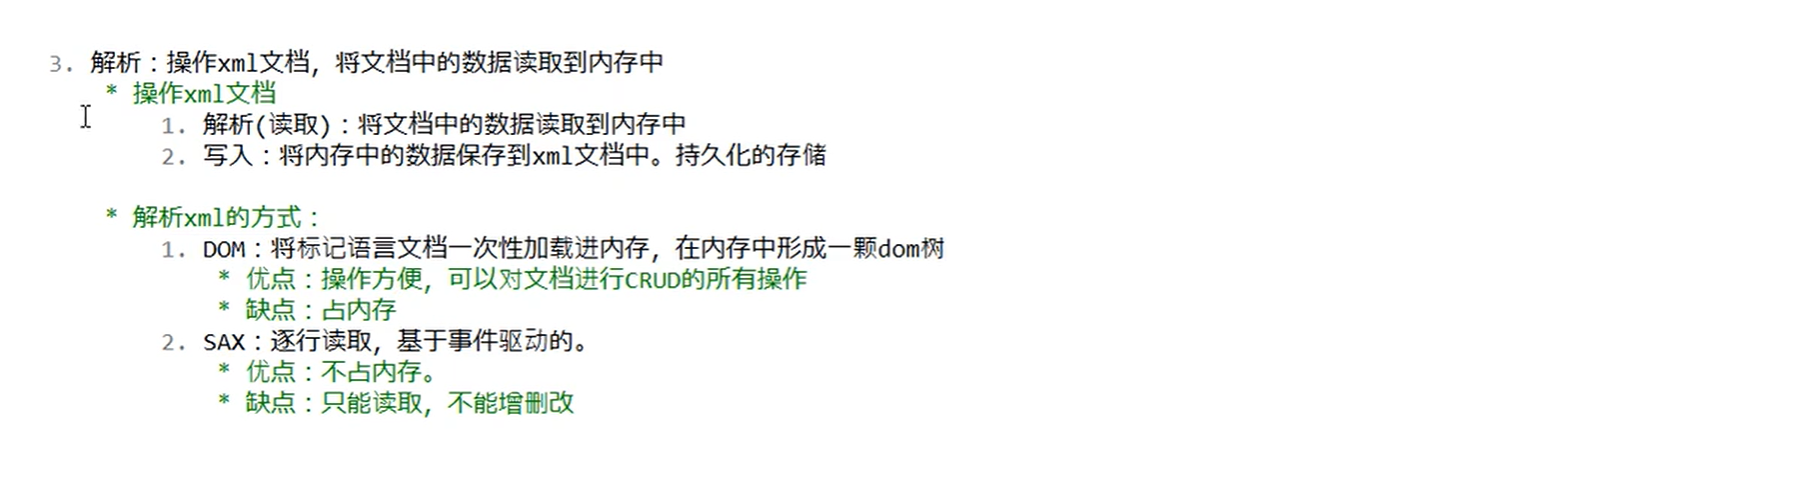 3. 解析：操作xml文档，将文档中的数据读取到内存中
* 操作xml文档
1. 解析(读取)：将文档中的数据读取到内存中
2. 写入：将内存中的数据保存到xml文档中。持久化的存储
* 解析xml的方式：
1. DOM：将标记语言文档一次性加载进内存，在内存中形成一颗dom树
* 优点：操作方便，可以对文档进行CRUD的所有操作
* 缺点：占内存
2. SAX：逐行读取，基于事件驱动的。
* 优点：不占内存。
* 缺点：只能读取，不能增删改